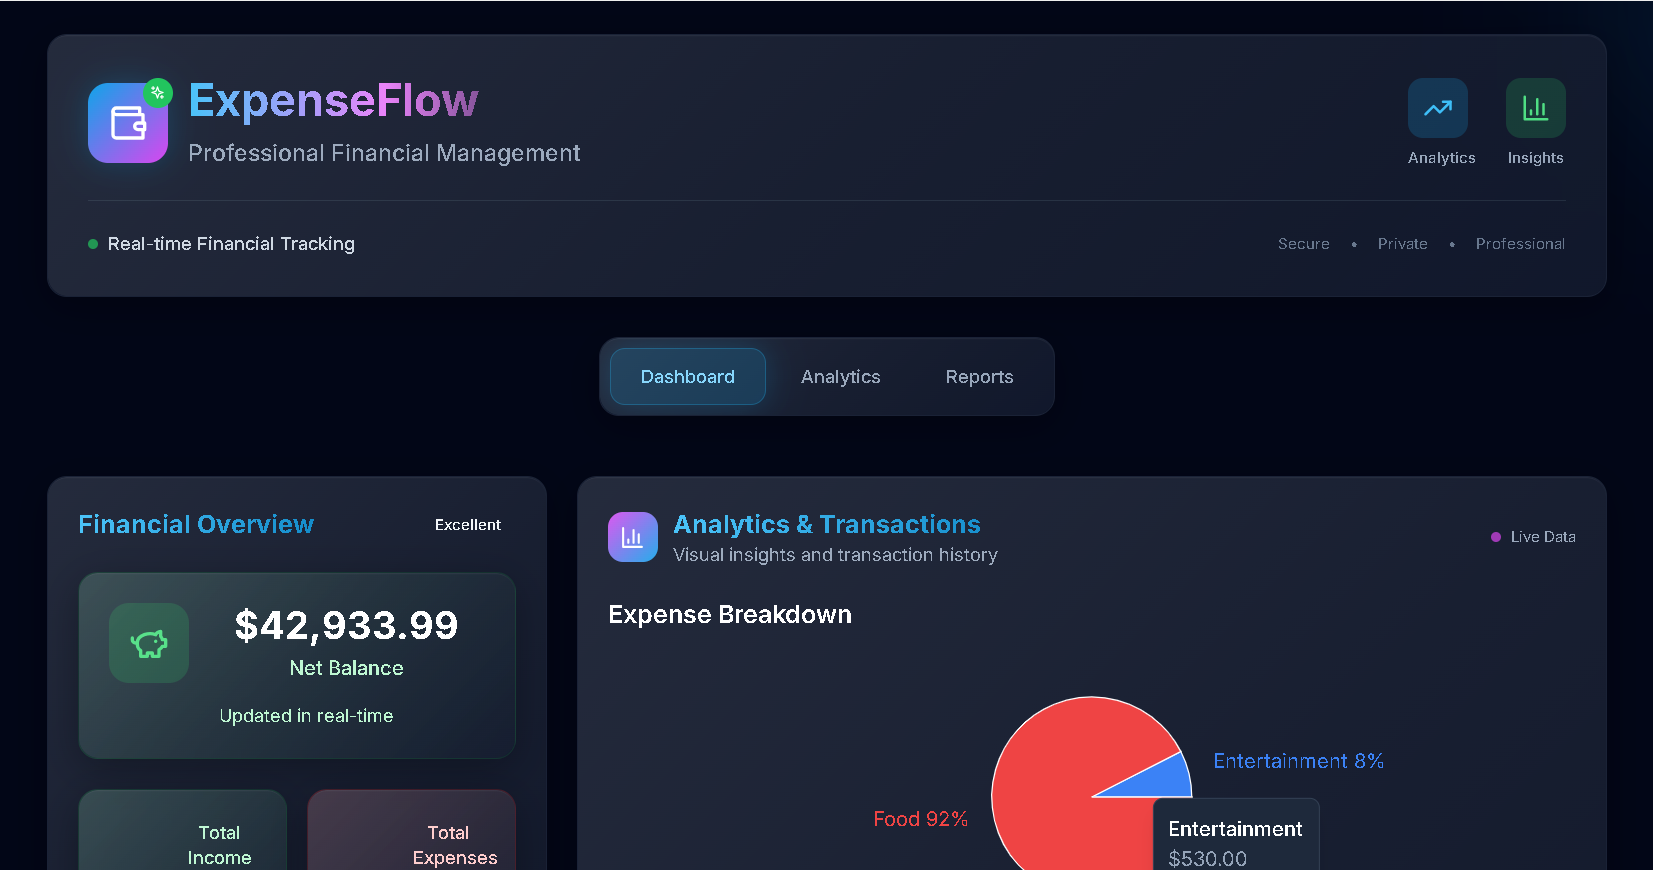 ExpenseFlow
Professional Financial Management
Analytics
Insights
Real-time Financial Tracking
Secure • Private • Professional
Dashboard
Analytics
Reports
Financial Overview
Excellent
$42,933.99
Net Balance
Updated in real-time
Total
Income
Total
Expenses
Analytics & Transactions
Visual insights and transaction history
Live Data
Expense Breakdown
Entertainment 8%
Food 92%
Entertainment
$530.00